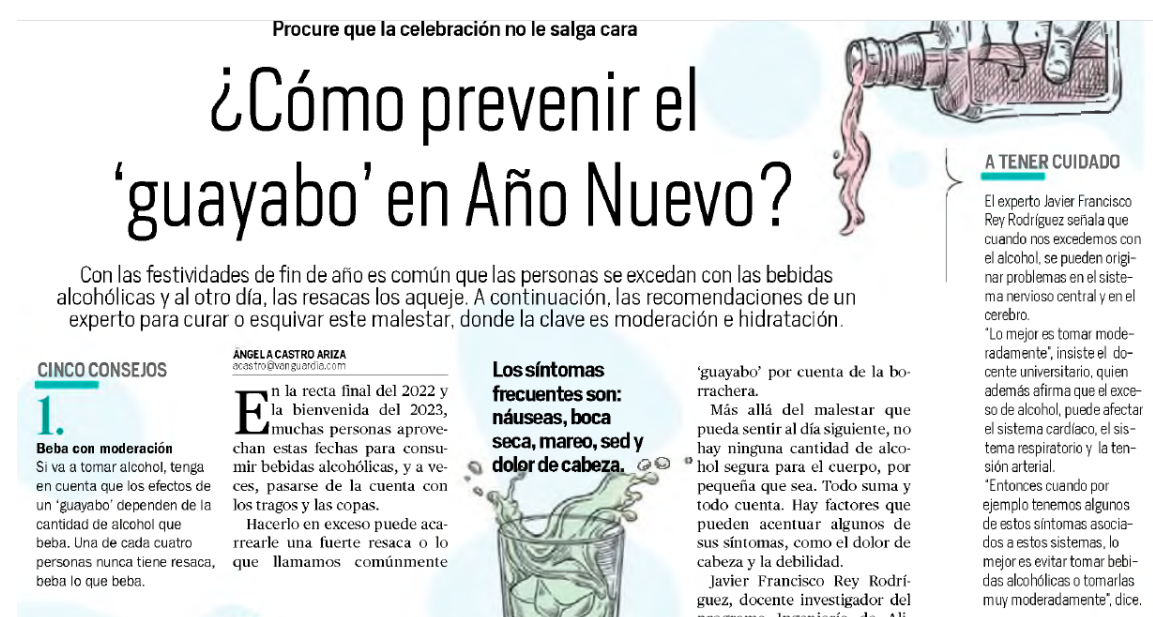 Procure que la celebración no le salga cara
¿Cómo prevenir el
‘guayabo’ en Año Nuevo?
Con las festividades de fin de año es común que las personas se excedan con las bebidas
alcohólicas y al otro día, las resacas los aqueje. A continuación, las recomendaciones de un
experto para curar o esquivar este malestar, donde la clave es moderación e hidratación.
CINCO CONSEJOS
1.
Beba con moderación
Si va a tomar alcohol, tenga
en cuenta que los efectos de
un ‘guayabo’ dependen de la
cantidad de alcohol que
beba. Una de cada cuatro
personas nunca tiene resaca,
beba lo que beba.
ÁNGELA CASTRO ARIZA
acastro@vanguardia.com
En la recta final del 2022 y
la bienvenida del 2023,
muchas personas aprove-
chan estas fechas para consu-
mir bebidas alcohólicas, y a ve-
ces, pasarse de la cuenta con
los tragos y las copas.
Hacerlo en exceso puede aca-
rrearle una fuerte resaca o lo
que llamamos comúnmente
Los síntomas
frecuentes son:
náuseas, boca
seca, mareo, sed y
dolor de cabeza.
‘guayabo’ por cuenta de la bo-
rrachera.
Más allá del malestar que
pueda sentir al día siguiente, no
hay ninguna cantidad de alco-
hol segura para el cuerpo, por
pequeña que sea. Todo suma y
todo cuenta. Hay factores que
pueden acentuar algunos de
sus síntomas, como el dolor de
cabeza y la debilidad.
Javier Francisco Rey Rodrí-
guez, docente investigador del
programa Ingeniería de Ali-
A TENER CUIDADO
El experto Javier Francisco
Rey Rodríguez señala que
cuando nos excedemos con
el alcohol, se pueden origi-
nar problemas en el siste-
ma nervioso central y en el
cerebro.
“Lo mejor es tomar mode-
radamente”, insiste el do-
cente universitario, quien
además afirma que el exce-
so de alcohol, puede afectar
el sistema cardíaco, el sis-
tema respiratorio y la ten-
sión arterial.
“Entonces cuando por
ejemplo tenemos algunos
de estos síntomas asocia-
dos a estos sistemas, lo
mejor es evitar tomar bebi-
das alcohólicas o tomarlas
muy moderadamente”, dice.